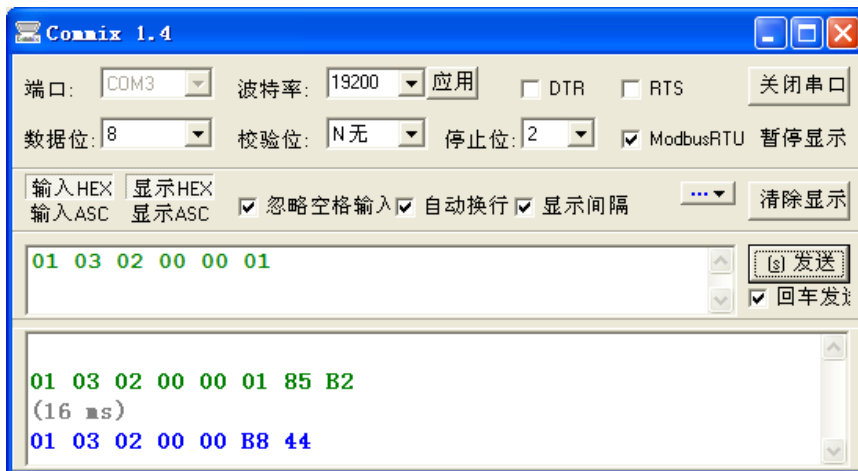 Commix 1.4
端口: COM3 波特率: 19200 应用 DTR RTS 关闭串口
数据位: 8 校验位: N无 停止位: 2 ModbusRTU 暂停显示
输入HEX 显示HEX
输入ASC 显示ASC 忽略空格输入 自动换行 显示间隔 ... 清除显示
01 03 02 00 00 01 (s) 发送
回车发送
01 03 02 00 00 01 85 B2
(16 ms)
01 03 02 00 00 B8 44